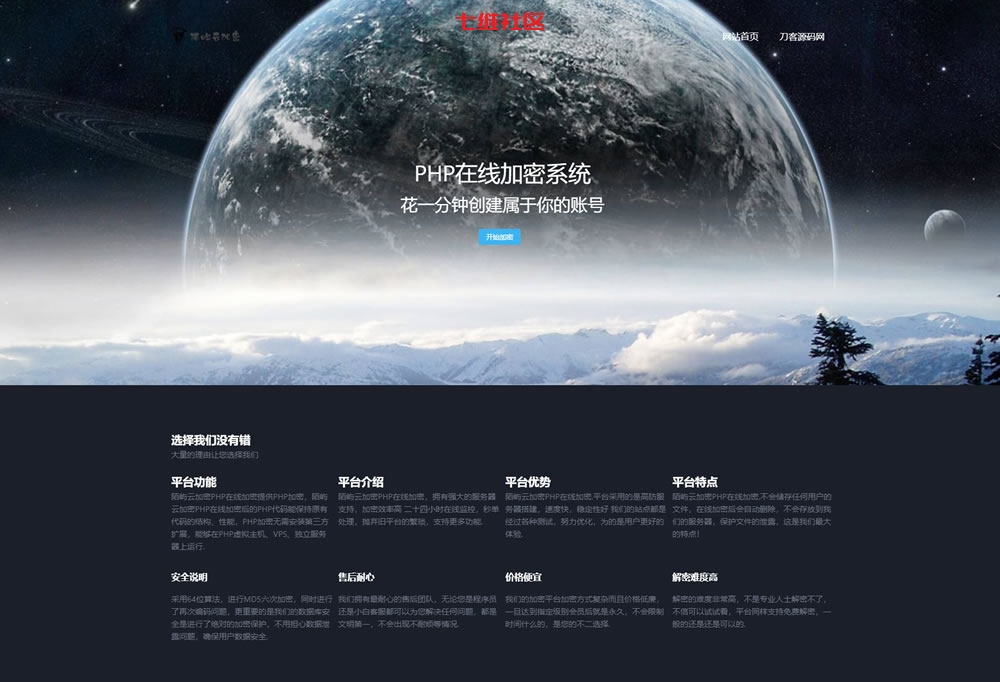 七维社区
网站首页 刀客源码网
PHP在线加密系统
花一分钟创建属于你的账号
开始加密
选择我们没有错
大量的理由让您选择我们
平台功能
陌屿云加密PHP在线加密提供PHP加密，陌屿
云加密PHP在线加密后的PHP代码能保持原有
代码的结构、性能，PHP加密无需安装第三方
扩展，能够在PHP虚拟主机、VPS、独立服务
器上运行.
平台介绍
陌屿云加密PHP在线加密，拥有强大的服务器
支持，加密效率高 二十四小时在线监控，秒单
处理，抛弃旧平台的繁琐，支持更多功能.
平台优势
陌屿云加密PHP在线加密,平台采用的是高防服
务器搭建，速度快，稳定性好 我们的站点都是
经过各种测试，努力优化，为的是用户更好的
体验.
平台特点
陌屿云加密PHP在线加密,不会储存任何用户的
文件，在线加密后会自动删除，不会存放到我
们的服务器，保护文件的泄露，这是我们最大
的特点！
安全说明
采用64位算法，进行MD5六次加密，同时进行
了再次编码问题，更重要的是我们的数据库安
全是进行了绝对的加密保护，不用担心数据泄
露问题，确保用户数据安全.
售后耐心
我们拥有最耐心的售后团队，无论您是程序员
还是小白客服都可以为您解决任何问题，都是
文明第一，不会出现不耐烦等情况.
价格便宜
我们的加密平台加密方式复杂而且价格低廉，
一旦达到指定级别会员后就是永久，不会限制
时间什么的，是您的不二选择.
解密难度高
解密的难度非常高，不是专业人士解密不了，
不信可以试试看，平台同样支持免费解密，一
般的还是还是可以的.